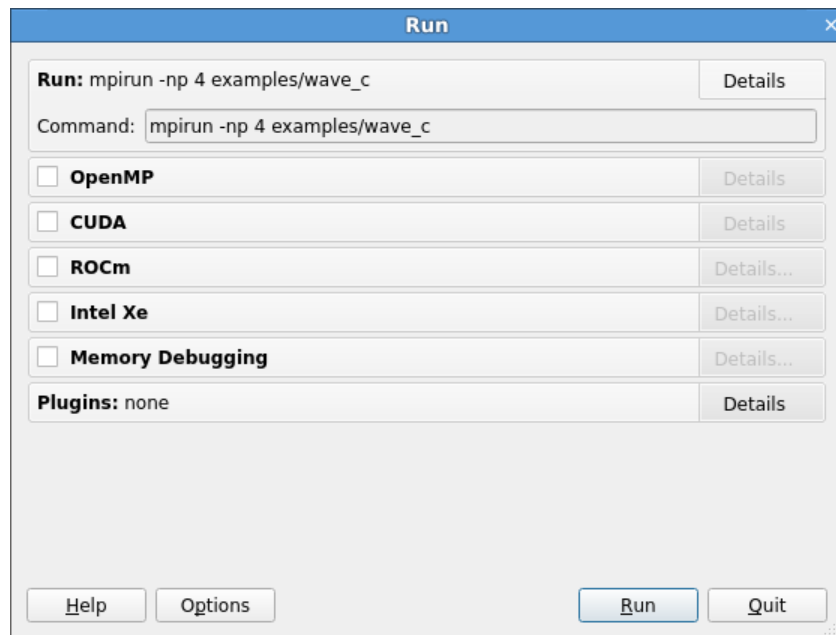 Run
Run: mpirun -np 4 examples/wave_c Details
Command: mpirun -np 4 examples/wave_c
OpenMP Details
CUDA Details
ROCm Details...
Intel Xe Details...
Memory Debugging Details...
Plugins: none Details
Help Options Run Quit